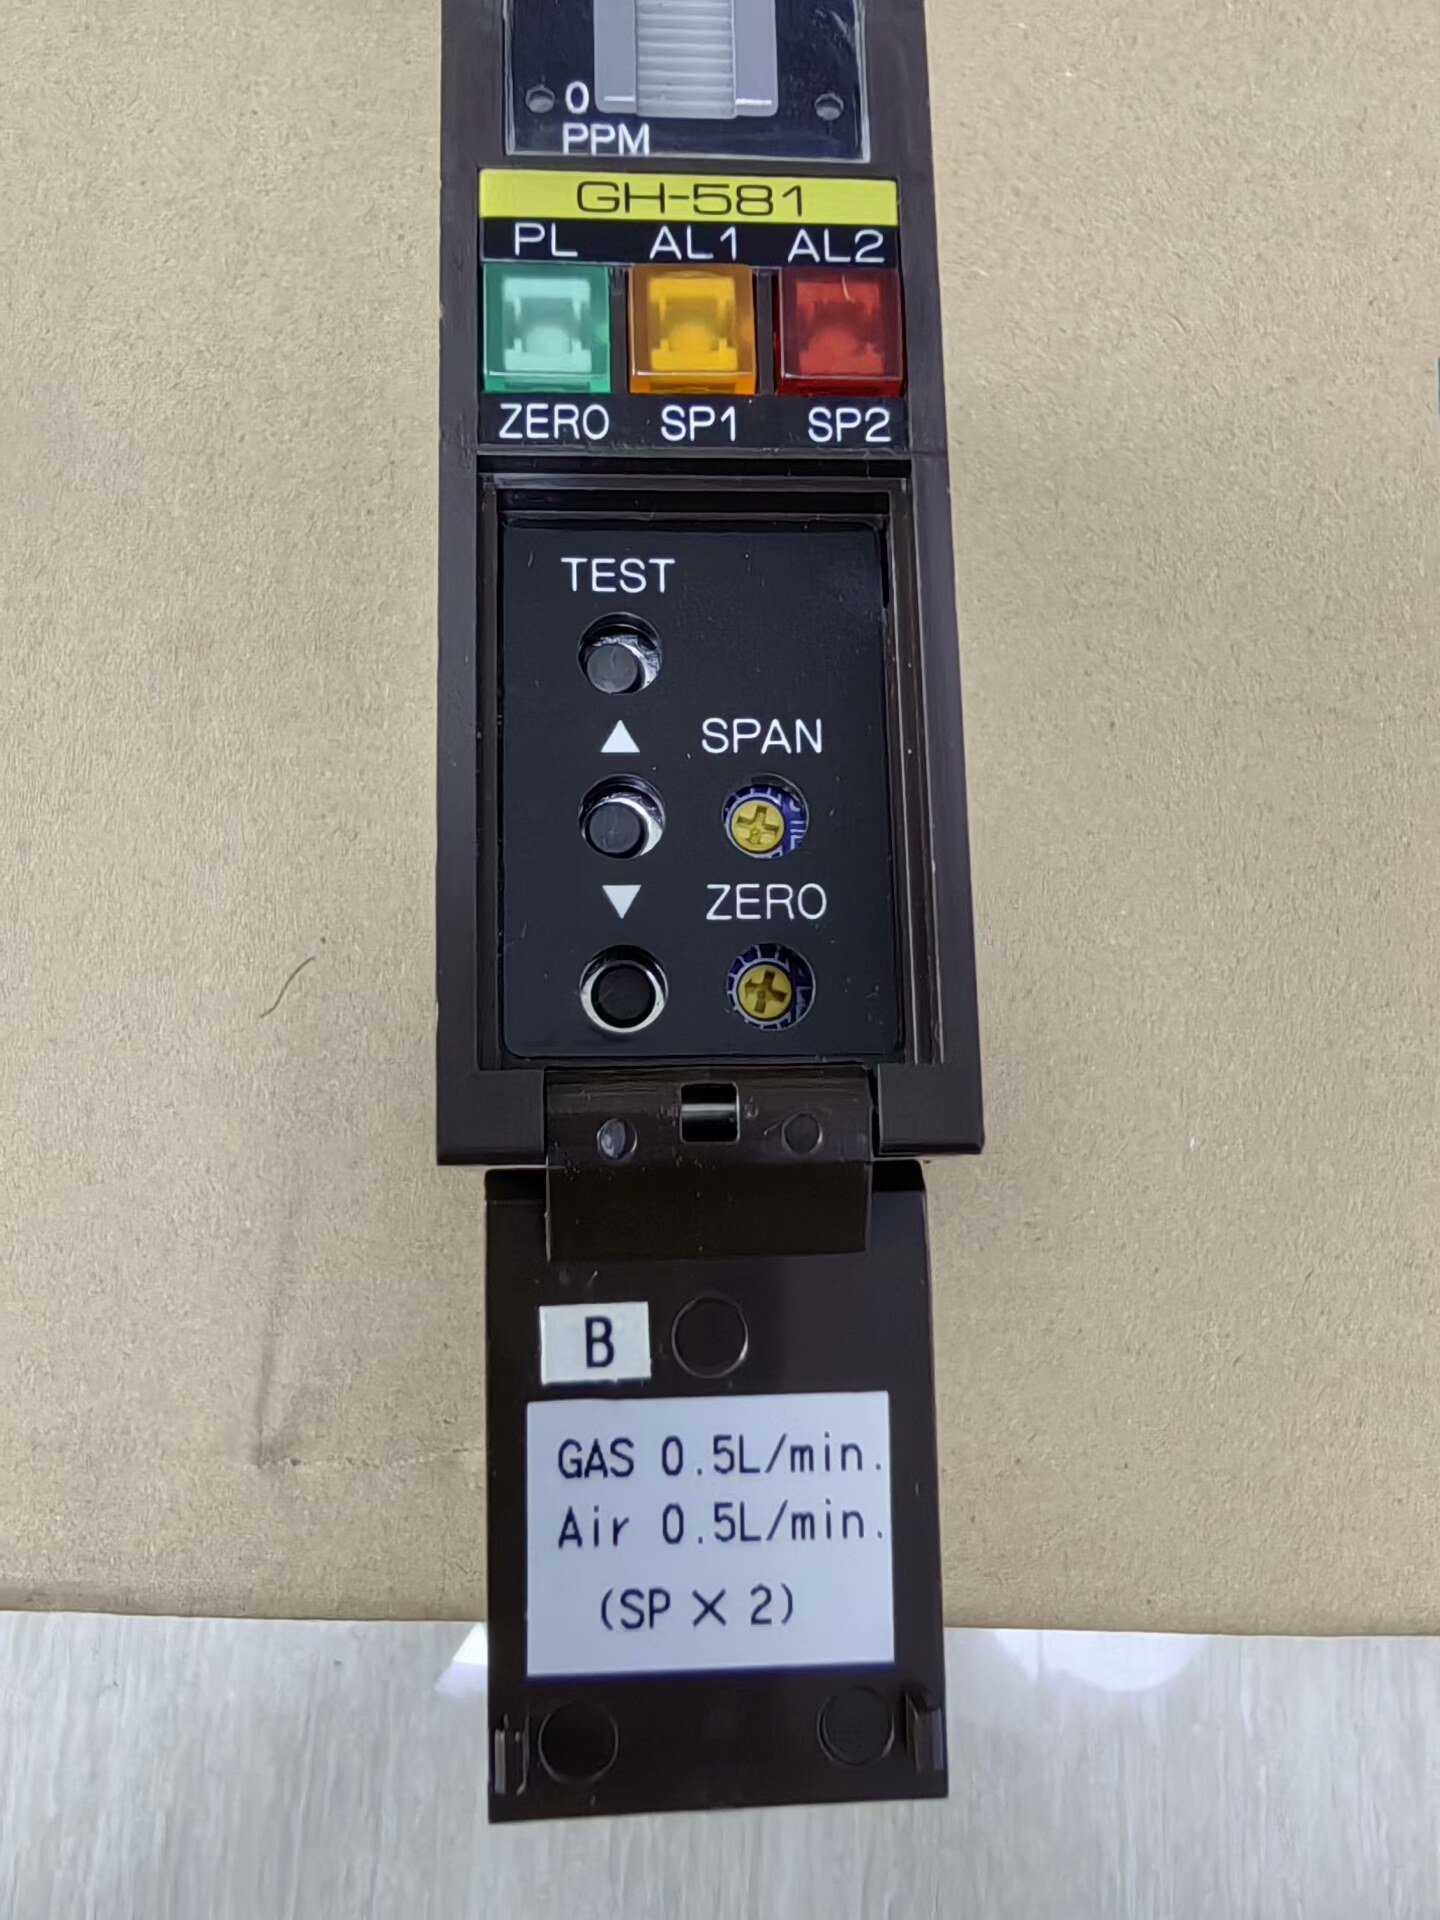 0
PPM
GH-581
PL AL1 AL2
ZERO SP1 SP2
TEST
▲ SPAN
▼ ZERO
B
GAS 0.5L/min.
Air 0.5L/min.
(SP × 2)